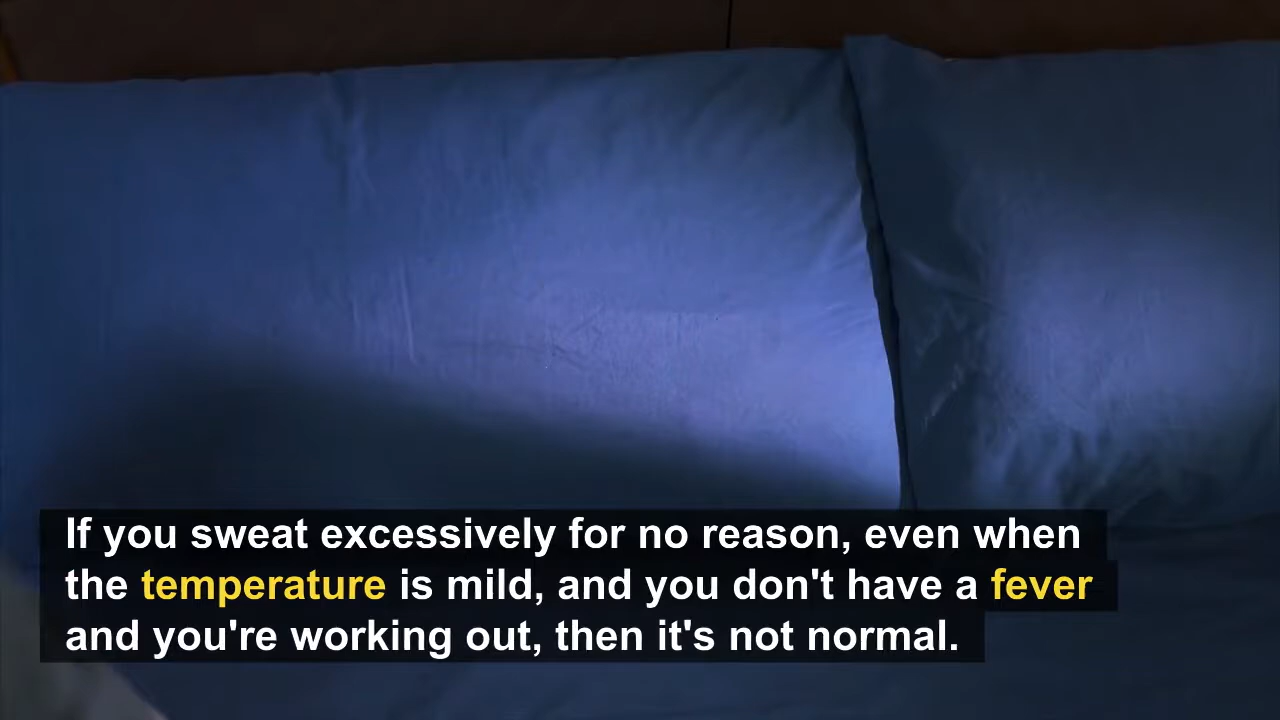 If you sweat excessively for no reason, even when
the temperature is mild, and you don't have a fever
and you're working out, then it's not normal.